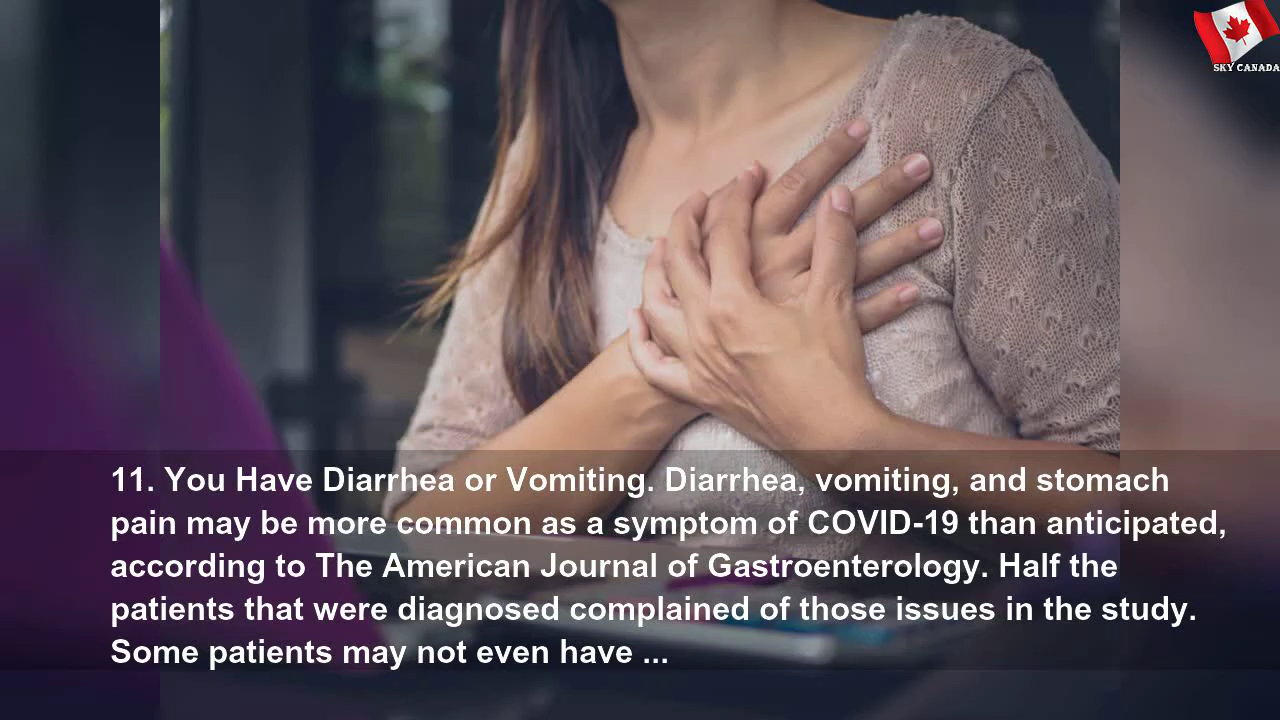 SKY CANADA
11. You Have Diarrhea or Vomiting. Diarrhea, vomiting, and stomach
pain may be more common as a symptom of COVID-19 than anticipated,
according to The American Journal of Gastroenterology. Half the
patients that were diagnosed complained of those issues in the study.
Some patients may not even have ...